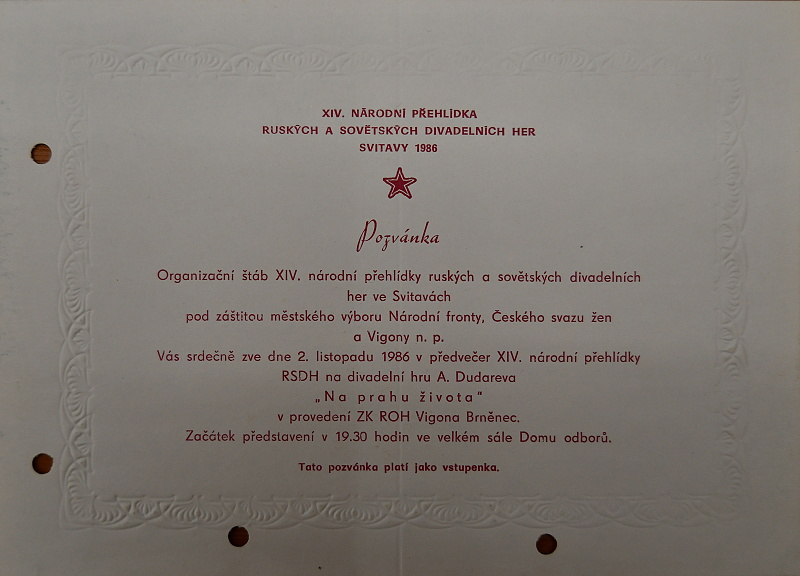 XIV. NÁRODNÍ PŘEHLÍDKA
RUSKÝCH A SOVĚTSKÝCH DIVADELNÍCH HER
SVITAVY 1986
Pozvánka
Organizační štáb XIV. národní přehlídky ruských a sovětských divadelních
her ve Svitavách
pod záštitou městského výboru Národní fronty, Českého svazu žen
a Vigony n. p.
Vás srdečně zve dne 2. listopadu 1986 v předvečer XIV. národní přehlídky
RSDH na divadelní hru A. Dudareva
„Na prahu života“
v provedení ZK ROH Vigona Brněnec.
Začátek představení v 19.30 hodin ve velkém sále Domu odborů.
Tato pozvánka platí jako vstupenka.